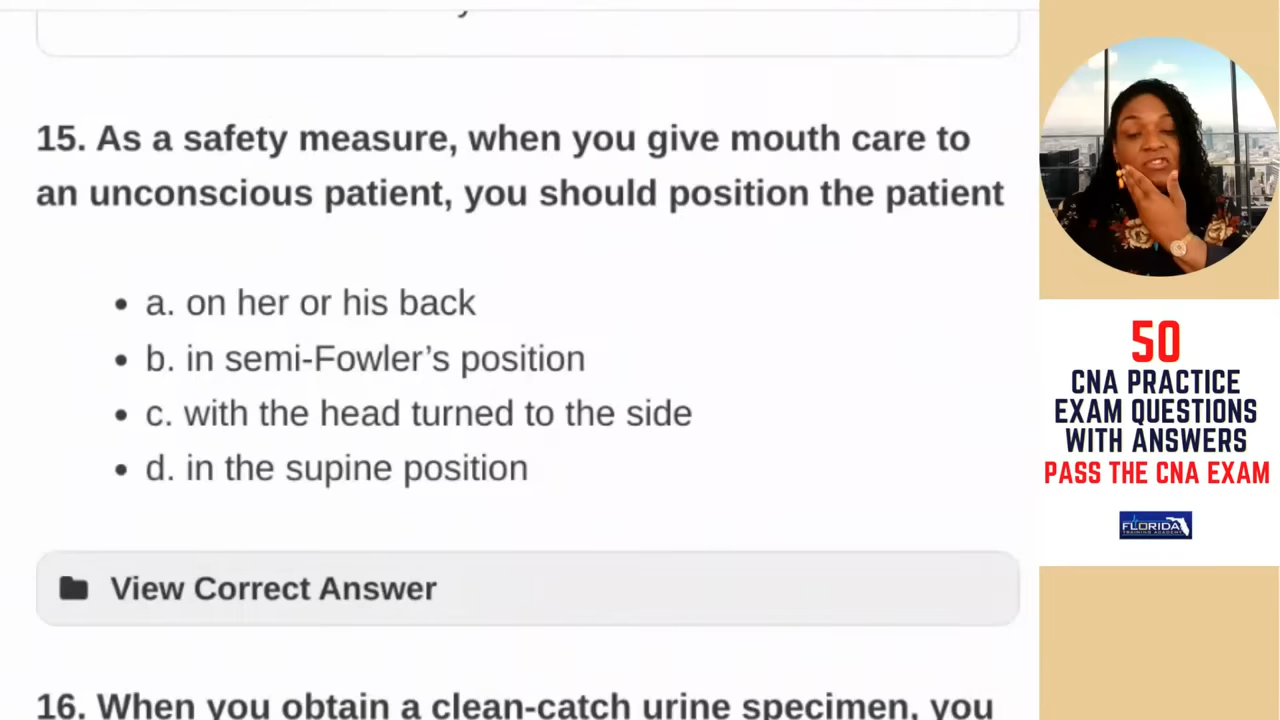 15. As a safety measure, when you give mouth care to
an unconscious patient, you should position the patient
• a. on her or his back
• b. in semi-Fowler’s position
• c. with the head turned to the side
• d. in the supine position
View Correct Answer
16. When you obtain a clean-catch urine specimen, you
50
CNA PRACTICE
EXAM QUESTIONS
WITH ANSWERS
PASS THE CNA EXAM
FLORIDA
TRAINING ACADEMY